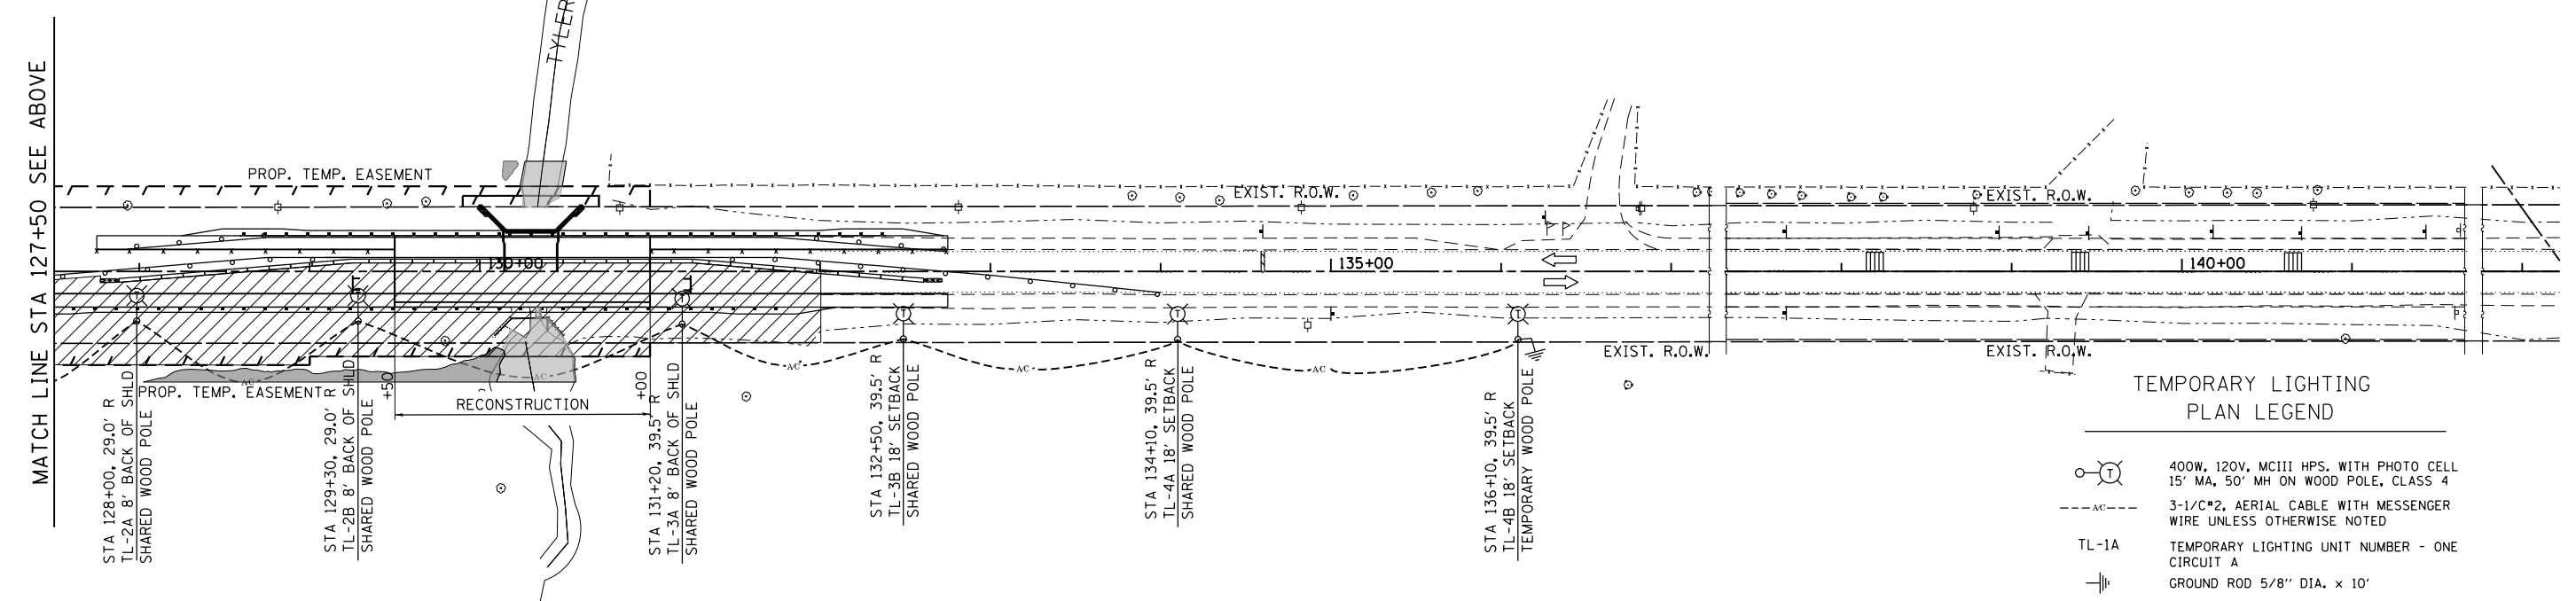 MATCH LINE STA 127+50 SEE ABOVE
TYLER
PROP. TEMP. EASEMENT
EXIST. R.O.W.
EXIST. R.O.W.
130+00
135+00
140+00
EXIST. R.O.W.
EXIST. R.O.W.
AC
AC
AC
AC
AC
PROP. TEMP. EASEMENT
+50
+00
RECONSTRUCTION
STA 128+00, 29.0' R
TL-2A 8' BACK OF SHLD
SHARED WOOD POLE
STA 129+30, 29.0' R
TL-2B 8' BACK OF SHLD
SHARED WOOD POLE
STA 131+20, 39.5' R
TL-3A 8' BACK OF SHLD
SHARED WOOD POLE
STA 132+50, 39.5' R
TL-3B 18' SETBACK
SHARED WOOD POLE
STA 134+10, 39.5' R
TL-4A 18' SETBACK
SHARED WOOD POLE
STA 136+10, 39.5' R
TL-4B 18' SETBACK
TEMPORARY WOOD POLE
TEMPORARY LIGHTING
PLAN LEGEND
T
400W, 120V, MCIII HPS. WITH PHOTO CELL
15' MA, 50' MH ON WOOD POLE, CLASS 4
AC
3-1/C#2, AERIAL CABLE WITH MESSENGER
WIRE UNLESS OTHERWISE NOTED
TL-1A
TEMPORARY LIGHTING UNIT NUMBER - ONE
CIRCUIT A
GROUND ROD 5/8" DIA. x 10'